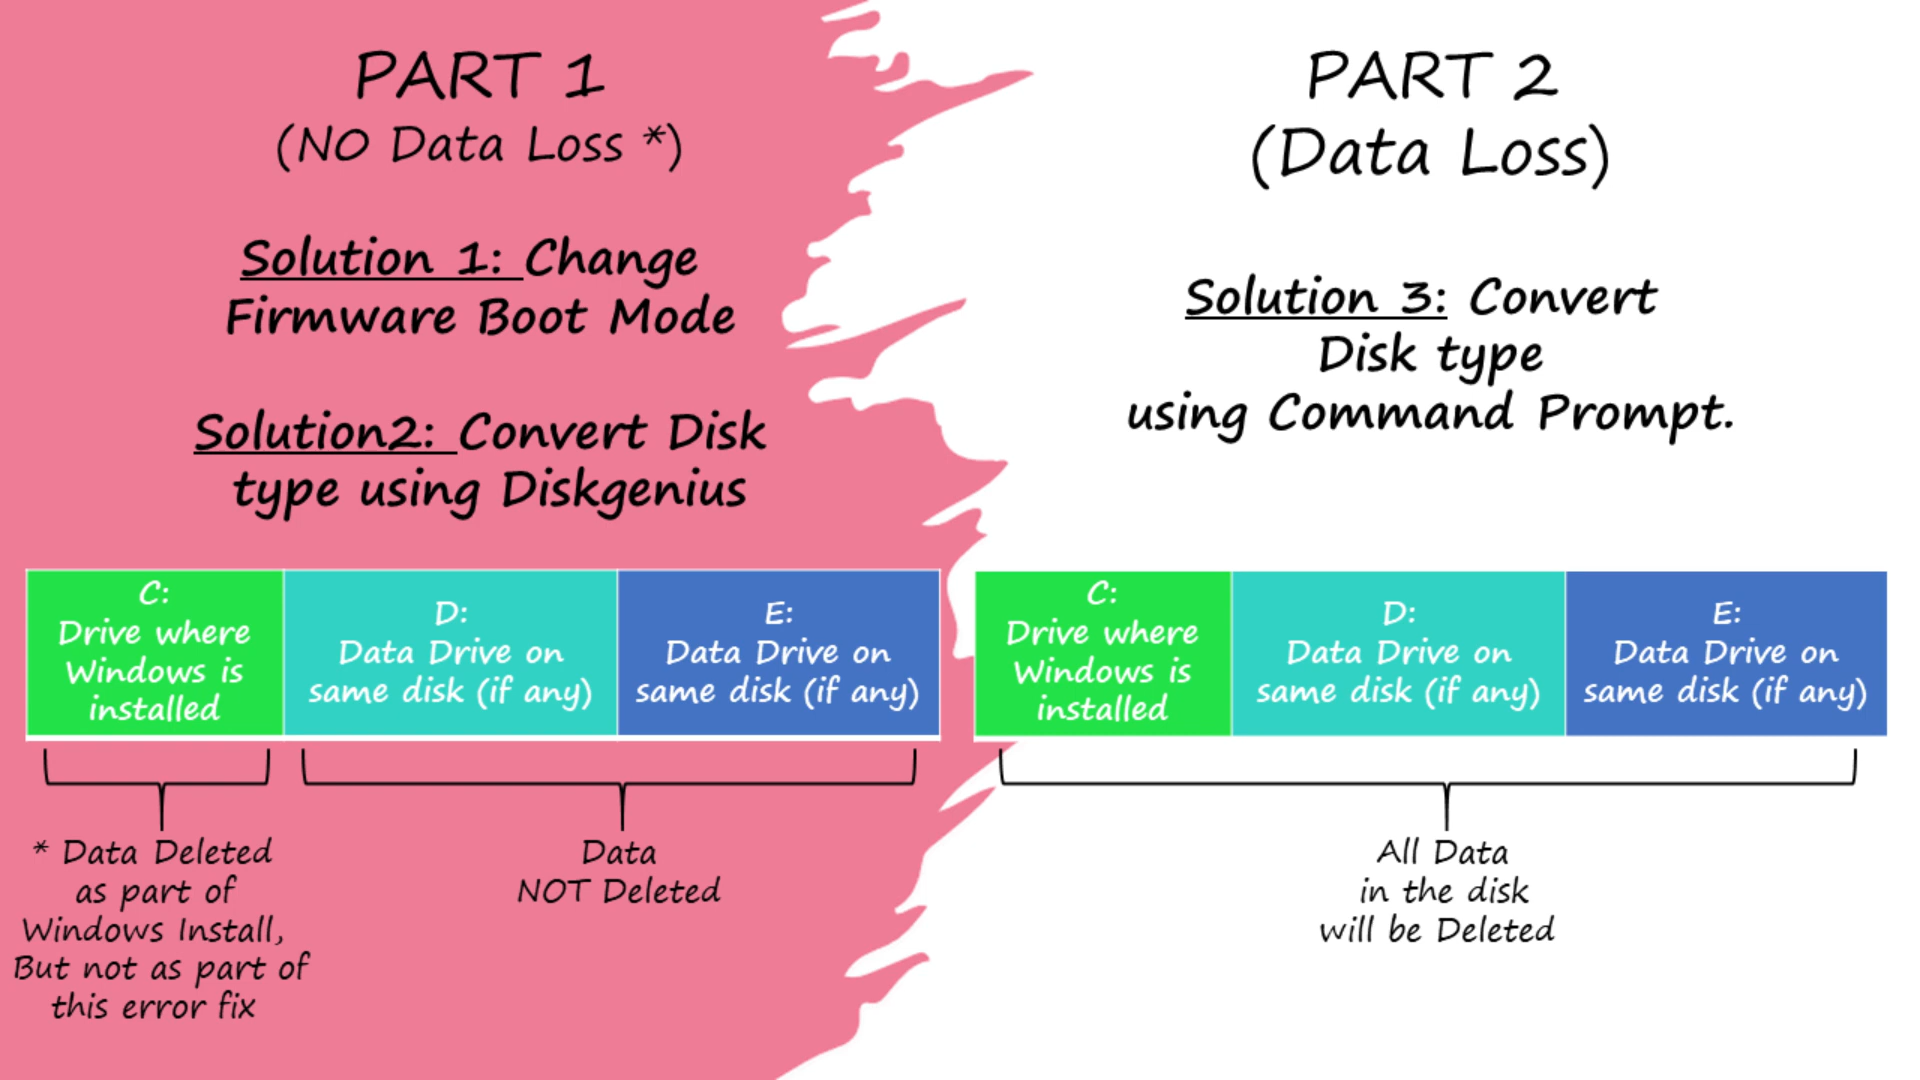 PART 1
(NO Data Loss *)
Solution 1: Change
Firmware Boot Mode
Solution2: Convert Disk
type using Diskgenius
C:
Drive where
Windows is
installed
D:
Data Drive on
same disk (if any)
E:
Data Drive on
same disk (if any)
* Data Deleted
as part of
Windows Install,
But not as part of
this error fix
Data
NOT Deleted
PART 2
(Data Loss)
Solution 3: Convert
Disk type
using Command Prompt.
C:
Drive where
Windows is
installed
D:
Data Drive on
same disk (if any)
E:
Data Drive on
same disk (if any)
All Data
in the disk
will be Deleted